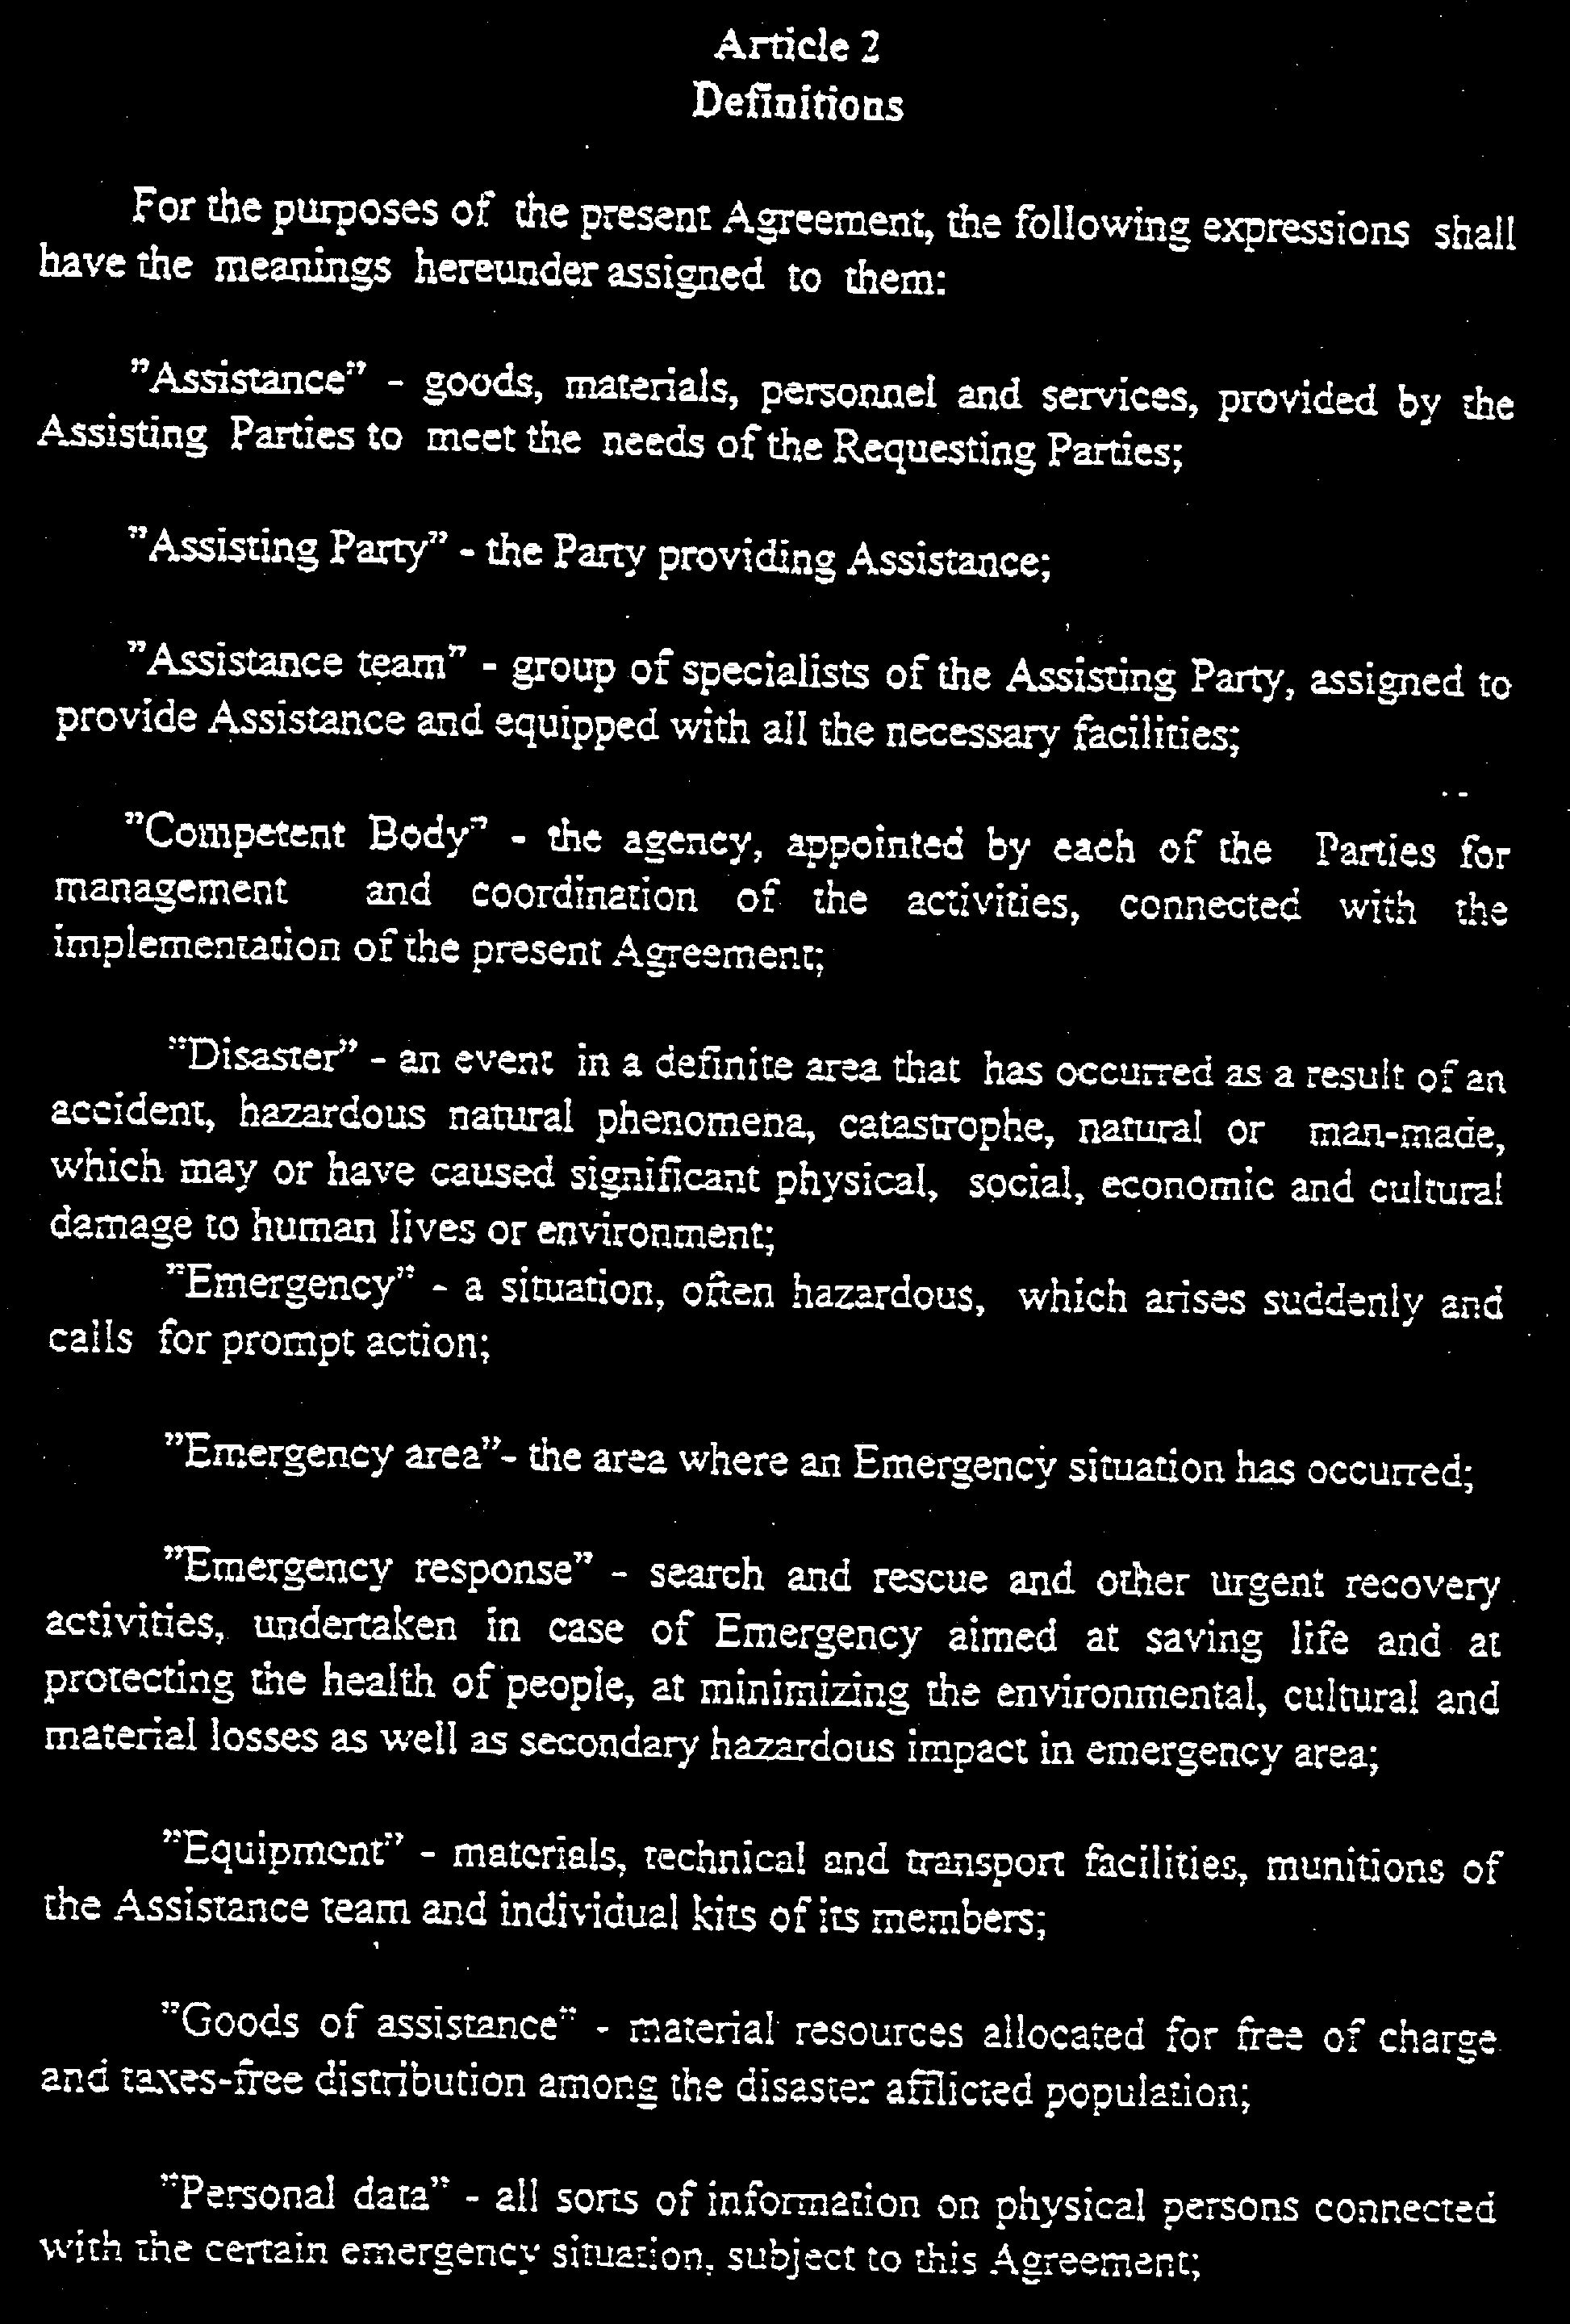 Article 2
Definitions
For the purposes of the present Agreement, the following expressions shall
have the meanings hereunder assigned to them:
"Assistance" - goods, materials, personnel and services, provided by the
Assisting Parties to meet the needs of the Requesting Parties;
"Assisting Party" - the Party providing Assistance;
"Assistance team" - group of specialists of the Assisting Party, assigned to
provide Assistance and equipped with all the necessary facilities;
"Competent Body" - the agency, appointed by each of the Parties for
management and coordination of the activities, connected with the
implementation of the present Agreement;
"Disaster" - an event in a definite area that has occurred as a result of an
accident, hazardous natural phenomena, catastrophe, natural or man-made,
which may or have caused significant physical, social, economic and cultural
damage to human lives or environment;
"Emergency" - a situation, often hazardous, which arises suddenly and
calls for prompt action;
"Emergency area"- the area where an Emergency situation has occurred;
"Emergency response" - search and rescue and other urgent recovery
activities, undertaken in case of Emergency aimed at saving life and at
protecting the health of people, at minimizing the environmental, cultural and
material losses as well as secondary hazardous impact in emergency area;
"Equipment" - materials, technical and transport facilities, munitions of
the Assistance team and individual kits of its members;
"Goods of assistance" - material resources allocated for free of charge
and taxes-free distribution among the disaster afflicted population;
"Personal data" - all sorts of information on physical persons connected
with the certain emergency situation, subject to this Agreement;